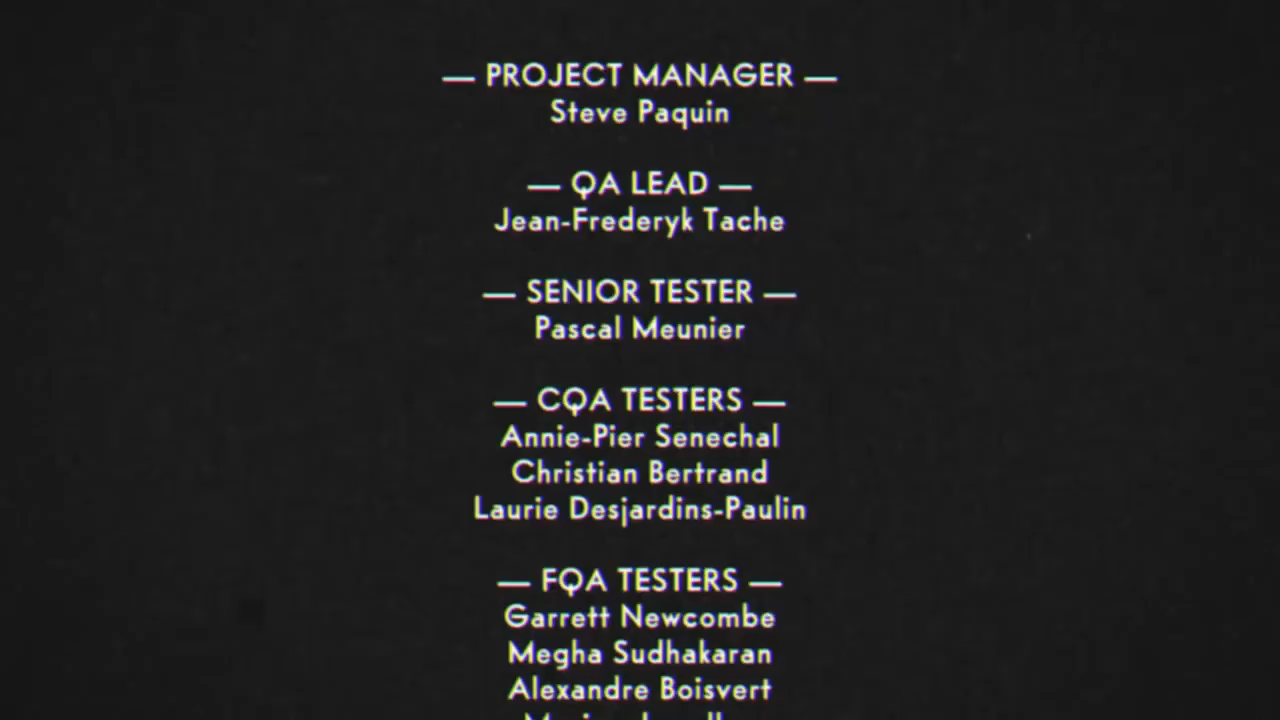 — PROJECT MANAGER —
Steve Paquin
— QA LEAD —
Jean-Frederyk Tache
— SENIOR TESTER —
Pascal Meunier
— CQA TESTERS —
Annie-Pier Senechal
Christian Bertrand
Laurie Desjardins-Paulin
— FQA TESTERS —
Garrett Newcombe
Megha Sudhakaran
Alexandre Boisvert